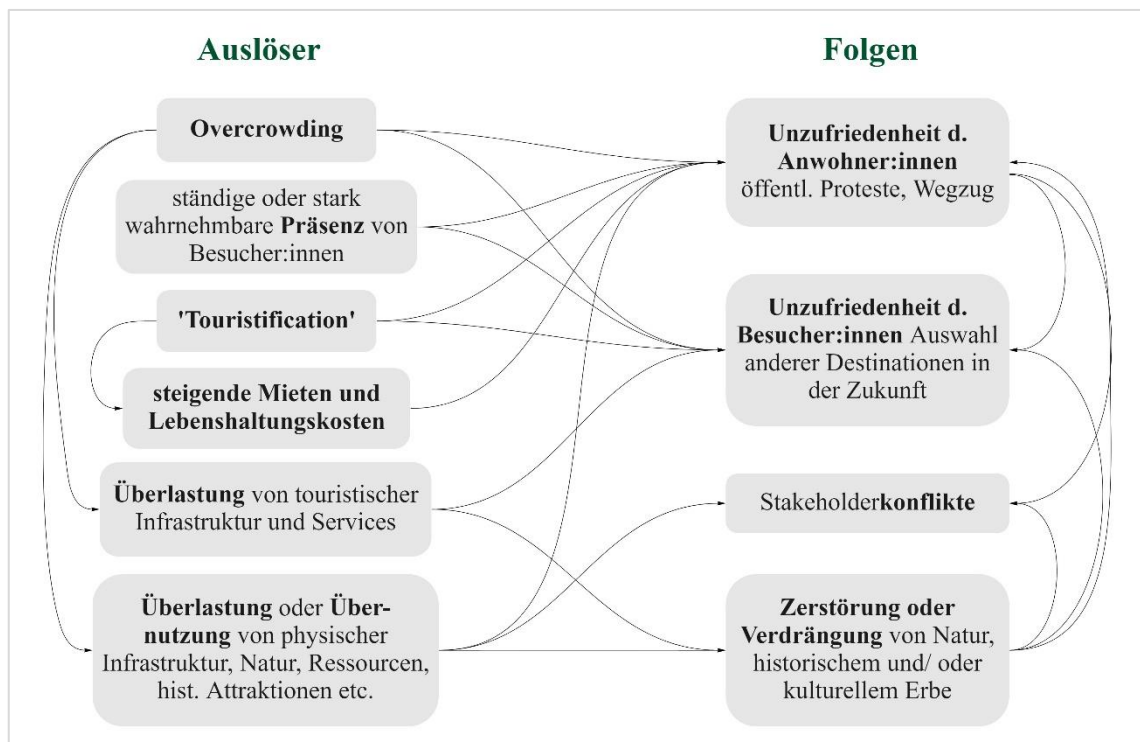 Auslöser
Overcrowding
ständige oder stark
wahrnehmbare Präsenz von
Besucher:innen
'Touristification'
steigende Mieten und
Lebenshaltungskosten
Überlastung von touristischer
Infrastruktur und Services
Überlastung oder Über-
nutzung von physischer
Infrastruktur, Natur, Ressourcen,
hist. Attraktionen etc.
Folgen
Unzufriedenheit d.
Anwohner:innen
öffentl. Proteste, Wegzug
Unzufriedenheit d.
Besucher:innen Auswahl
anderer Destinationen in
der Zukunft
Stakeholderkonflikte
Zerstörung oder
Verdrängung von Natur,
historischem und/ oder
kulturellem Erbe